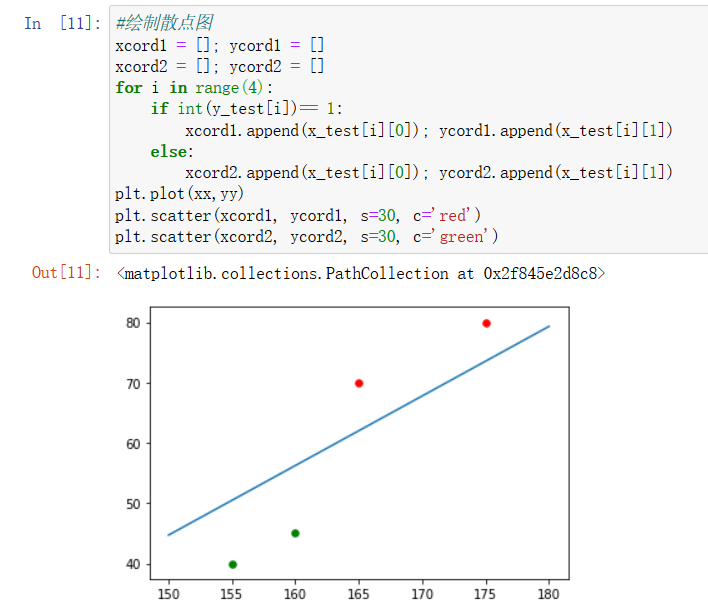 In [11]: #绘制散点图
xcord1 = []; ycord1 = []
xcord2 = []; ycord2 = []
for i in range(4):
    if int(y_test[i])== 1:
        xcord1.append(x_test[i][0]); ycord1.append(x_test[i][1])
    else:
        xcord2.append(x_test[i][0]); ycord2.append(x_test[i][1])
plt.plot(xx,yy)
plt.scatter(xcord1, ycord1, s=30, c='red')
plt.scatter(xcord2, ycord2, s=30, c='green')
Out[11]: <matplotlib.collections.PathCollection at 0x2f845e2d8c8>
80
70
60
50
40
150 155 160 165 170 175 180